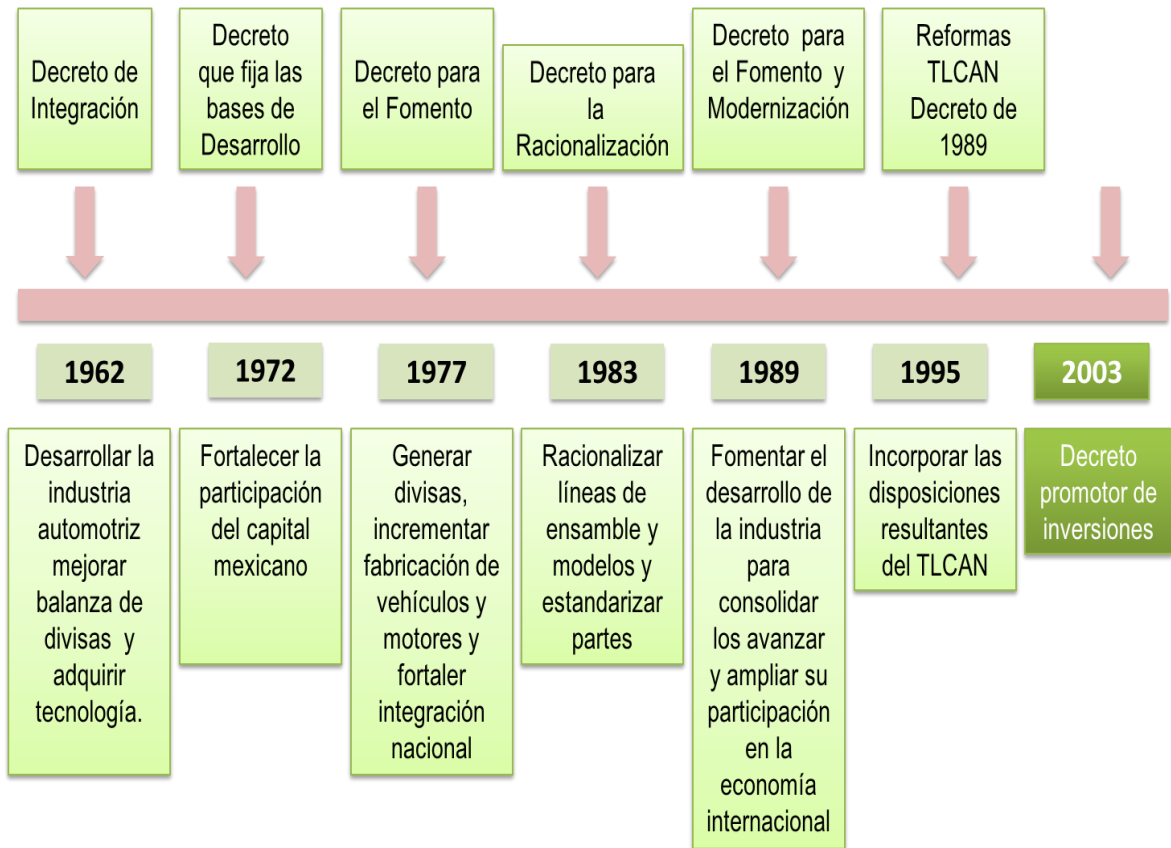 Decreto de
Integración
Decreto
que fija las
bases de
Desarrollo
Decreto para
el Fomento
Decreto para
la
Racionalización
Decreto para
el Fomento y
Modernización
Reformas
TLCAN
Decreto de
1989
1962
1972
1977
1983
1989
1995
2003
Desarrollar la
industria
automotriz
mejorar
balanza de
divisas y
adquirir
tecnología.
Fortalecer la
participación
del capital
mexicano
Generar
divisas,
incrementar
fabricación de
vehículos y
motores y
fortaler
integración
nacional
Racionalizar
líneas de
ensamble y
modelos y
estandarizar
partes
Fomentar el
desarrollo de
la industria
para
consolidar
los avanzar
y ampliar su
participación
en la
economía
internacional
Incorporar las
disposiciones
resultantes
del TLCAN
Decreto
promotor de
inversiones